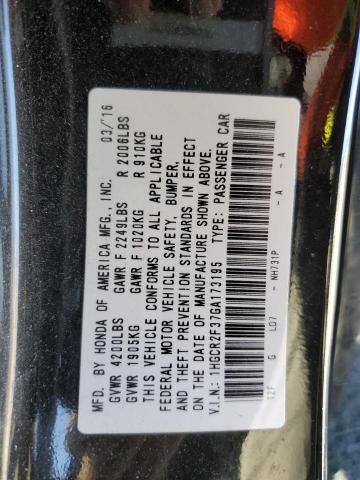 MFD. BY HONDA OF AMERICA MFG., INC. 03/16
GVWR 4200LBS GAWR F 2249LBS R 2006LBS
GVWR 1905KG GAWR F 1020KG R 910KG
THIS VEHICLE CONFORMS TO ALL APPLICABLE
FEDERAL MOTOR VEHICLE SAFETY, BUMPER,
AND THEFT PREVENTION STANDARDS IN EFFECT
ON THE DATE OF MANUFACTURE SHOWN ABOVE.
V.I.N.: 1HGCR2F37GA173195 TYPE: PASSENGER CAR
12F G LD7 - NH731P - A - A